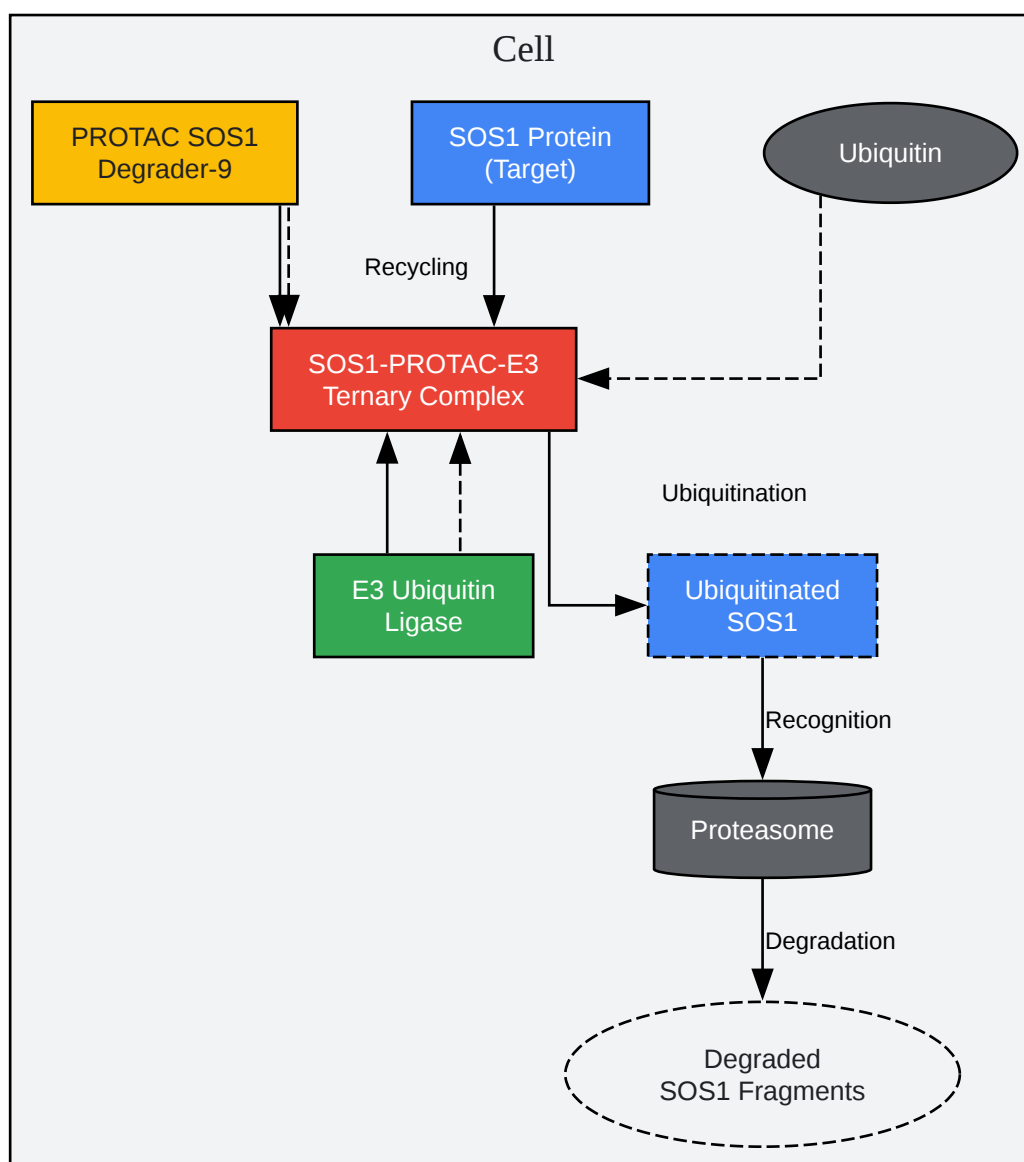 Cell
PROTAC SOS1
Degrader-9
SOS1 Protein
(Target)
Ubiquitin
Recycling
SOS1-PROTAC-E3
Ternary Complex
Ubiquitination
E3 Ubiquitin
Ligase
Ubiquitinated
SOS1
Recognition
Proteasome
Degradation
Degraded
SOS1 Fragments